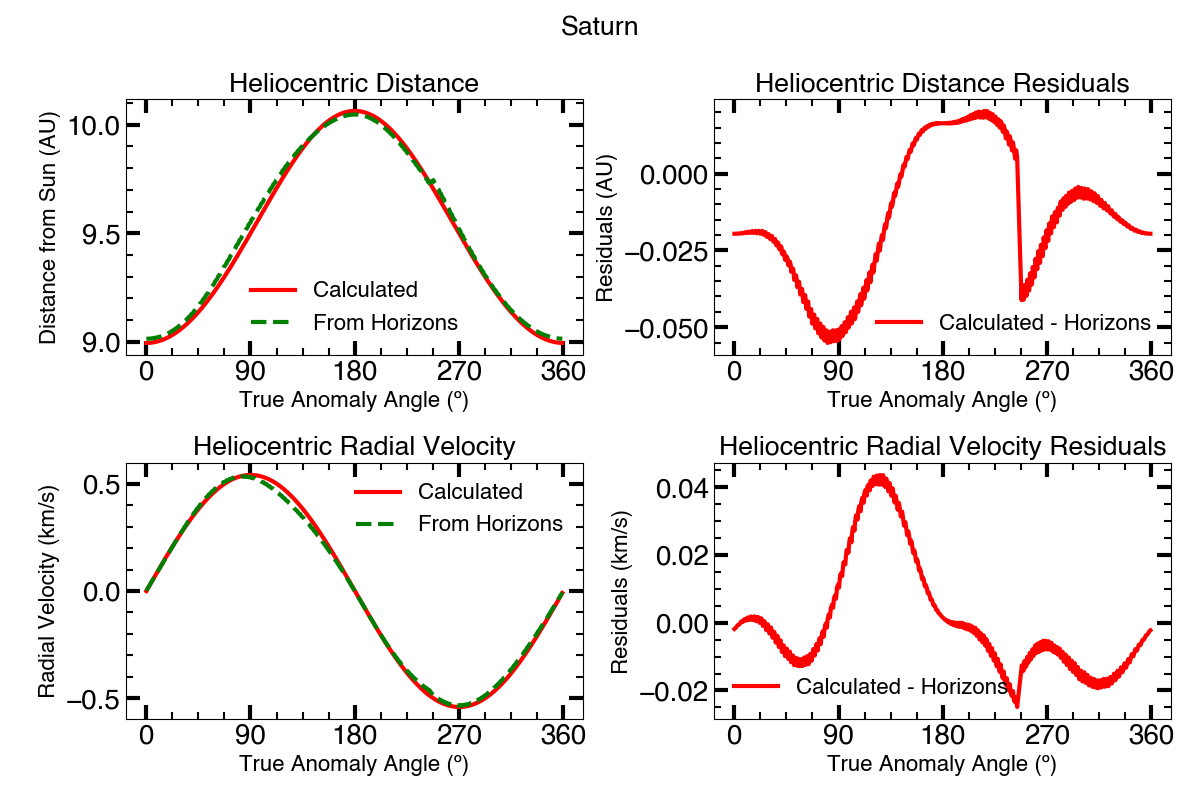 Saturn
Heliocentric Distance
Distance from Sun (AU)
10.0
9.5
9.0
Calculated
From Horizons
0 90 180 270 360
True Anomaly Angle (º)
Heliocentric Distance Residuals
Residuals (AU)
0.000
−0.025
−0.050
Calculated - Horizons
0 90 180 270 360
True Anomaly Angle (º)
Heliocentric Radial Velocity
Radial Velocity (km/s)
0.5
0.0
−0.5
Calculated
From Horizons
0 90 180 270 360
True Anomaly Angle (º)
Heliocentric Radial Velocity Residuals
Residuals (km/s)
0.04
0.02
0.00
−0.02
Calculated - Horizons
0 90 180 270 360
True Anomaly Angle (º)